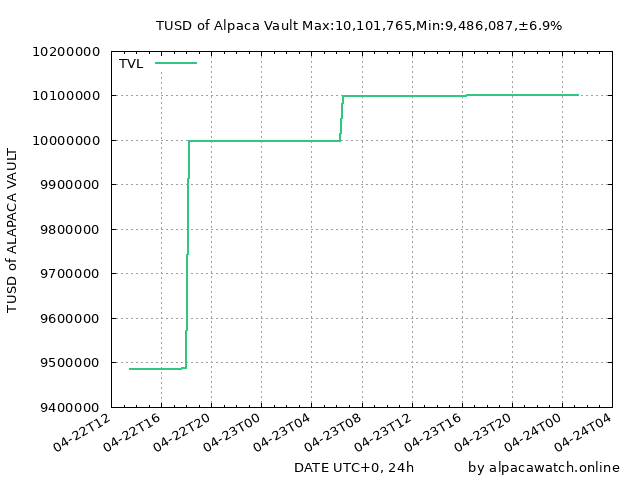 TUSD of Alpaca Vault Max:10,101,765,Min:9,486,087,±6.9%
TVL
10200000
10100000
10000000
9900000
9800000
9700000
9600000
9500000
9400000
TUSD of ALAPACA VAULT
04-22T12
04-22T16
04-22T20
04-23T00
04-23T04
04-23T08
04-23T12
04-23T16
04-23T20
04-24T00
04-24T04
DATE UTC+0, 24h
by alpacawatch.online